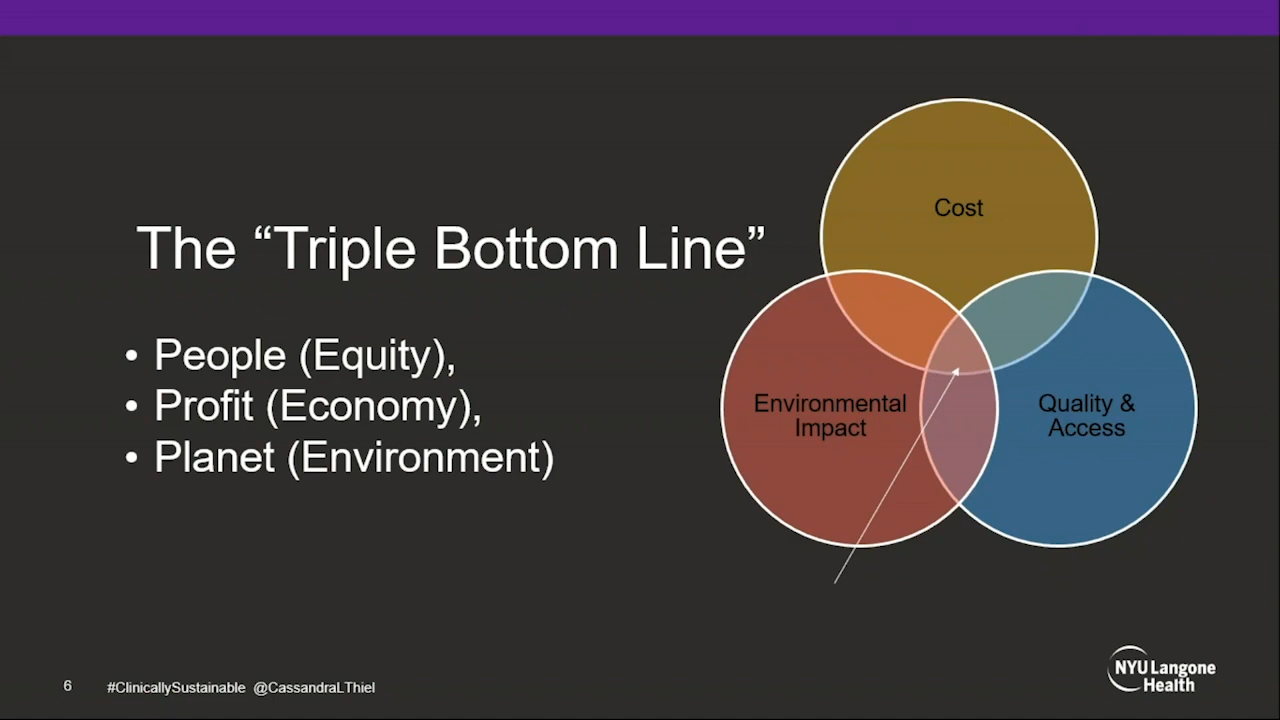 The “Triple Bottom Line”
• People (Equity),
• Profit (Economy),
• Planet (Environment)
Cost
Environmental
Impact
Quality &
Access
6
#ClinicallySustainable @CassandraLThiel
NYU Langone
Health